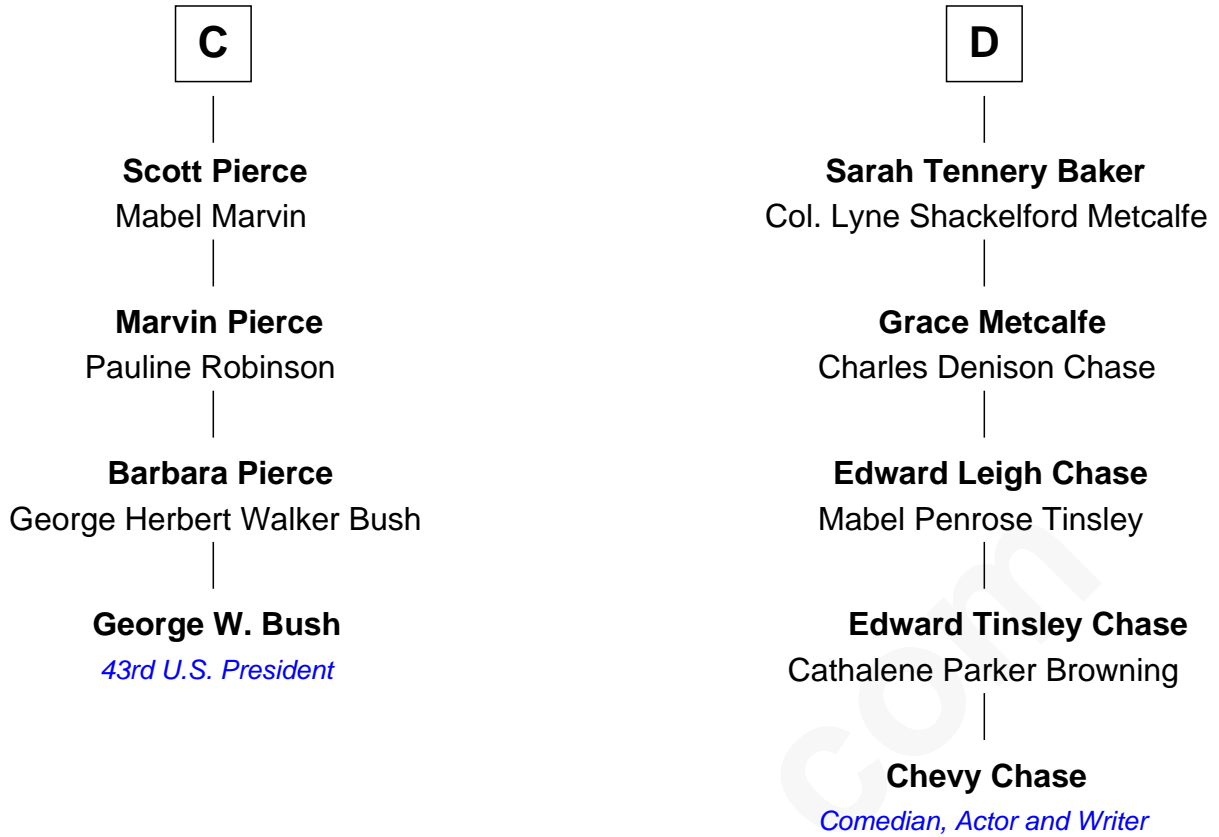 C
Scott Pierce
Mabel Marvin
Marvin Pierce
Pauline Robinson
Barbara Pierce
George Herbert Walker Bush
George W. Bush
43rd U.S. President
D
Sarah Tennery Baker
Col. Lyne Shackelford Metcalfe
Grace Metcalfe
Charles Denison Chase
Edward Leigh Chase
Mabel Penrose Tinsley
Edward Tinsley Chase
Cathalene Parker Browning
Chevy Chase
Comedian, Actor and Writer
com